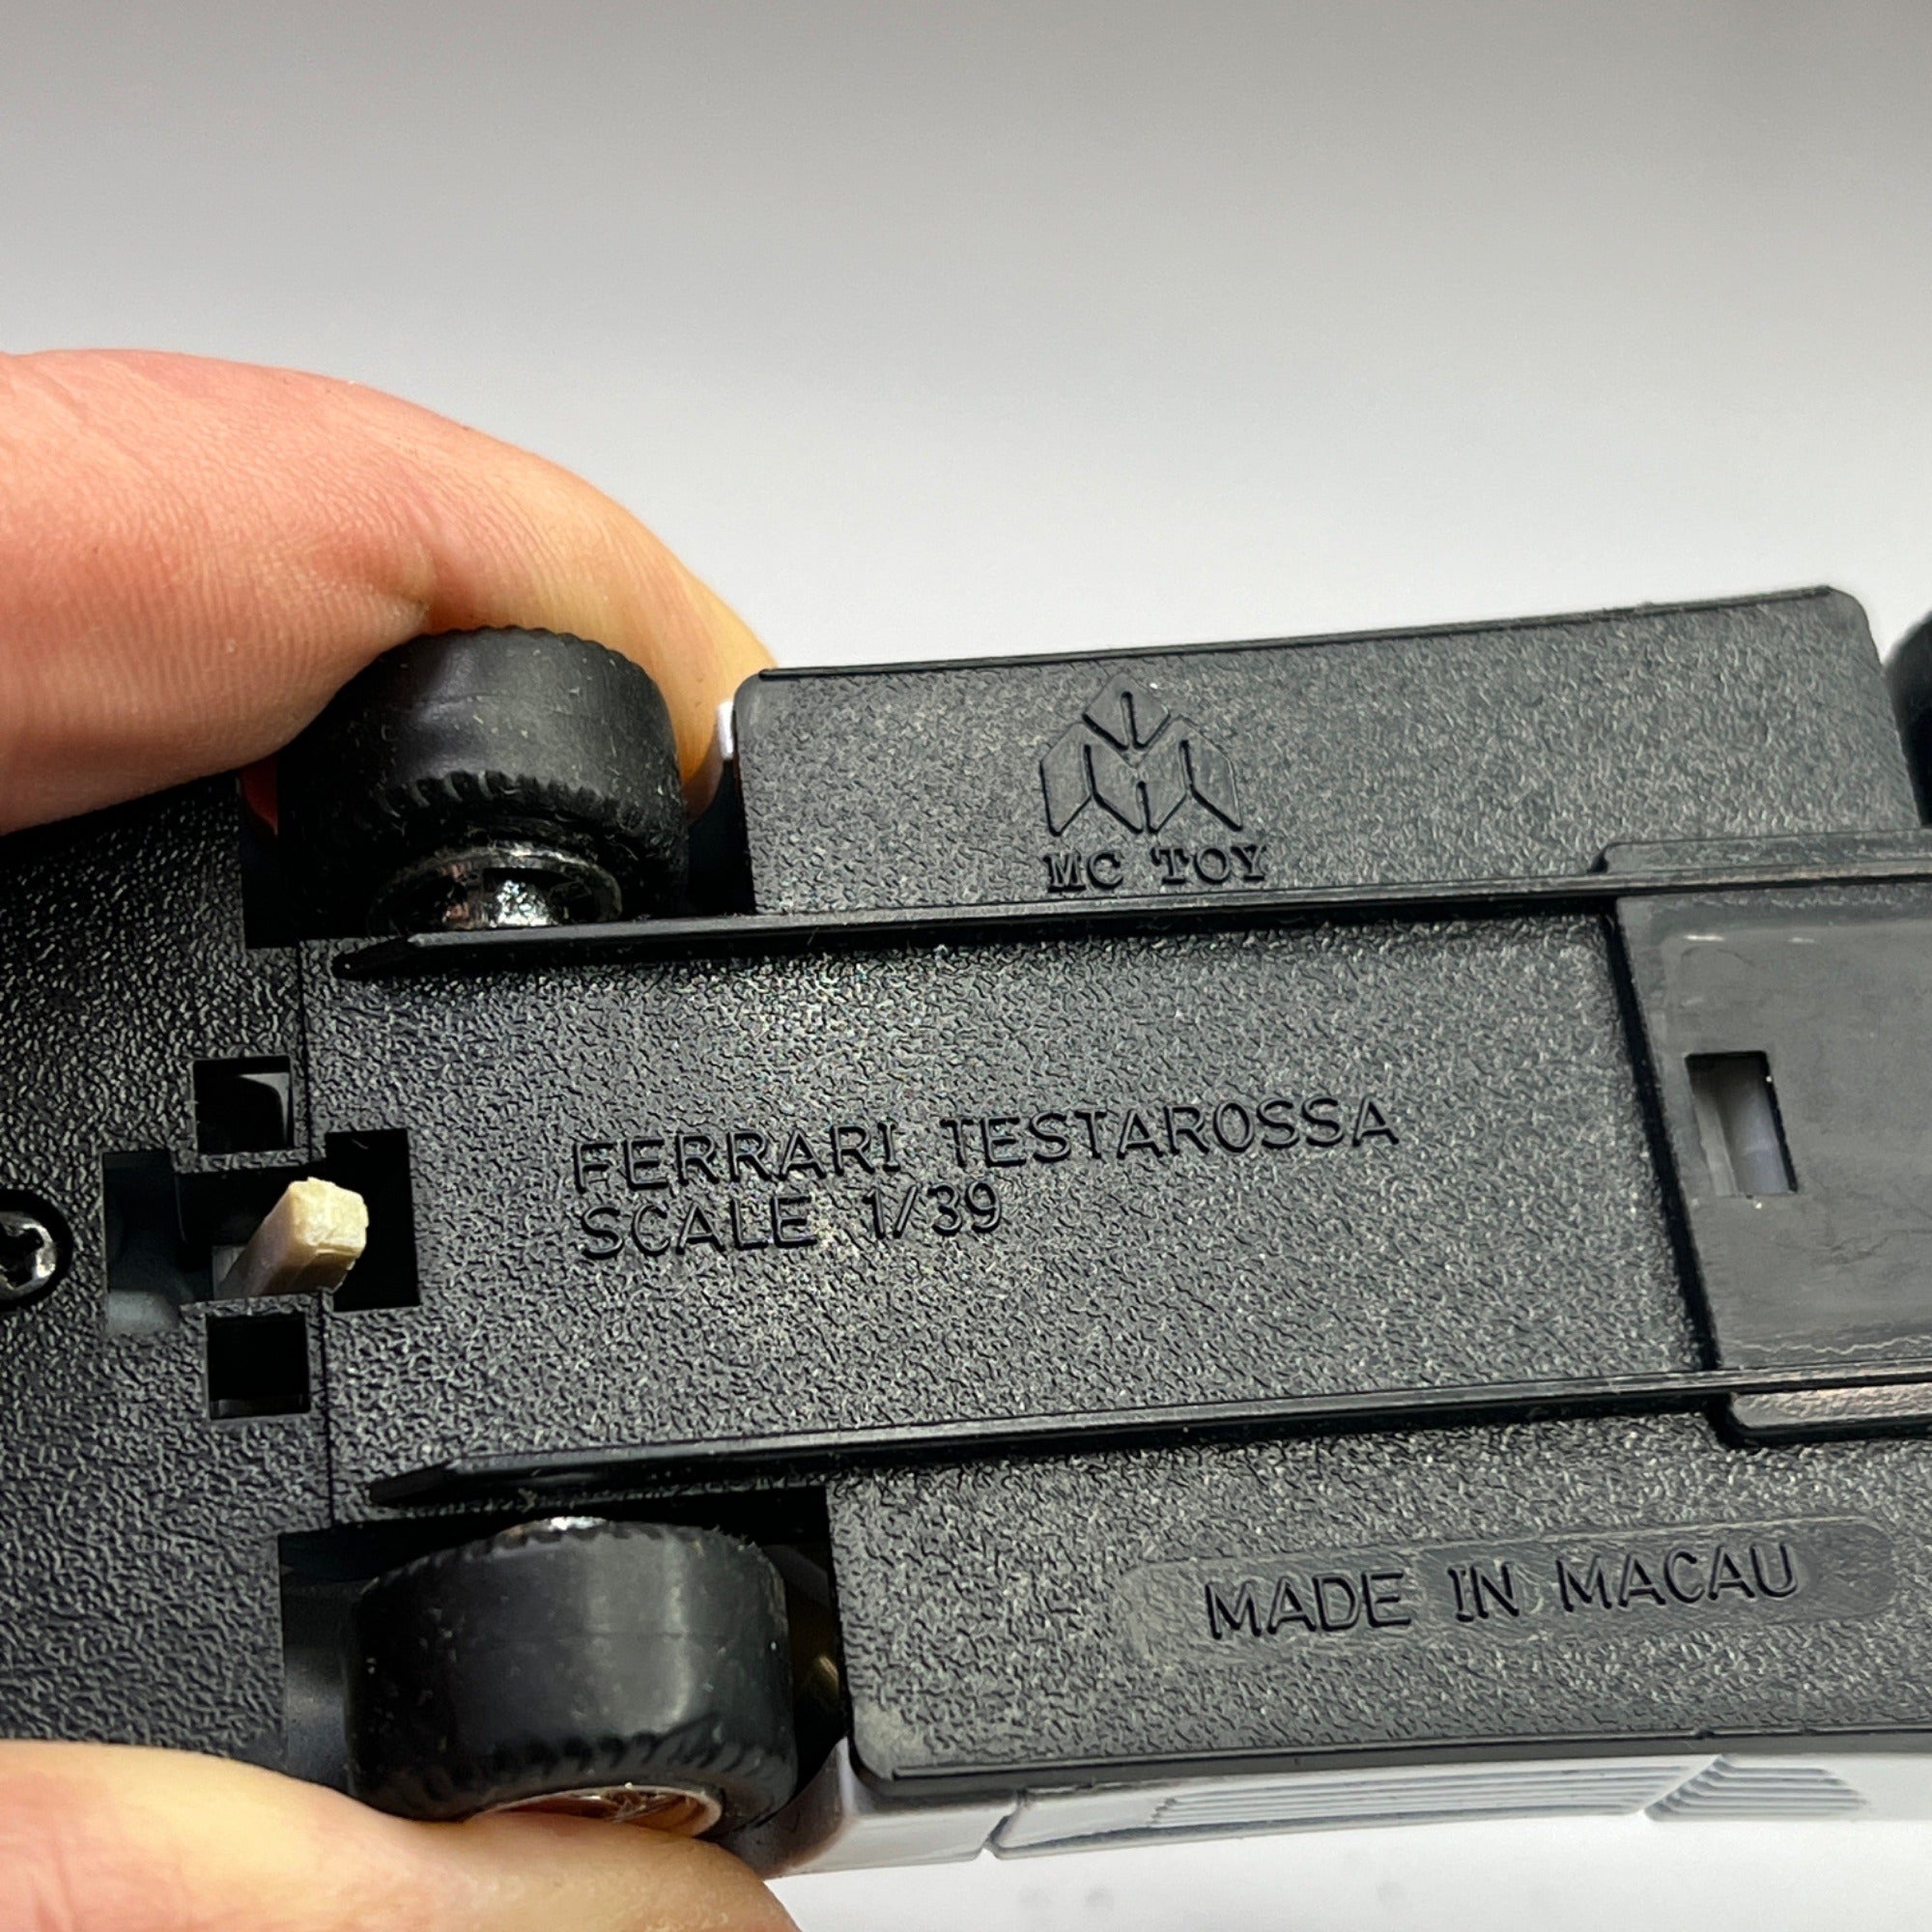 MC TOY
FERRARI TESTAROSSA
SCALE 1/39
MADE IN MACAU